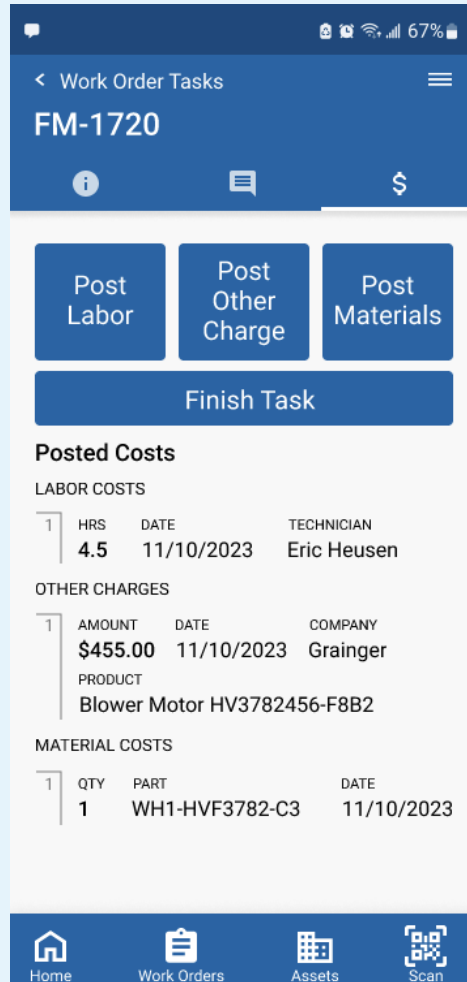 67%
< Work Order Tasks
FM-1720
$
Post Labor
Post Other Charge
Post Materials
Finish Task
Posted Costs
LABOR COSTS
1 HRS DATE TECHNICIAN
4.5 11/10/2023 Eric Heusen
OTHER CHARGES
1 AMOUNT DATE COMPANY
$455.00 11/10/2023 Grainger
PRODUCT
Blower Motor HV3782456-F8B2
MATERIAL COSTS
1 QTY PART DATE
1 WH1-HVF3782-C3 11/10/2023
Home Work Orders Assets Scan